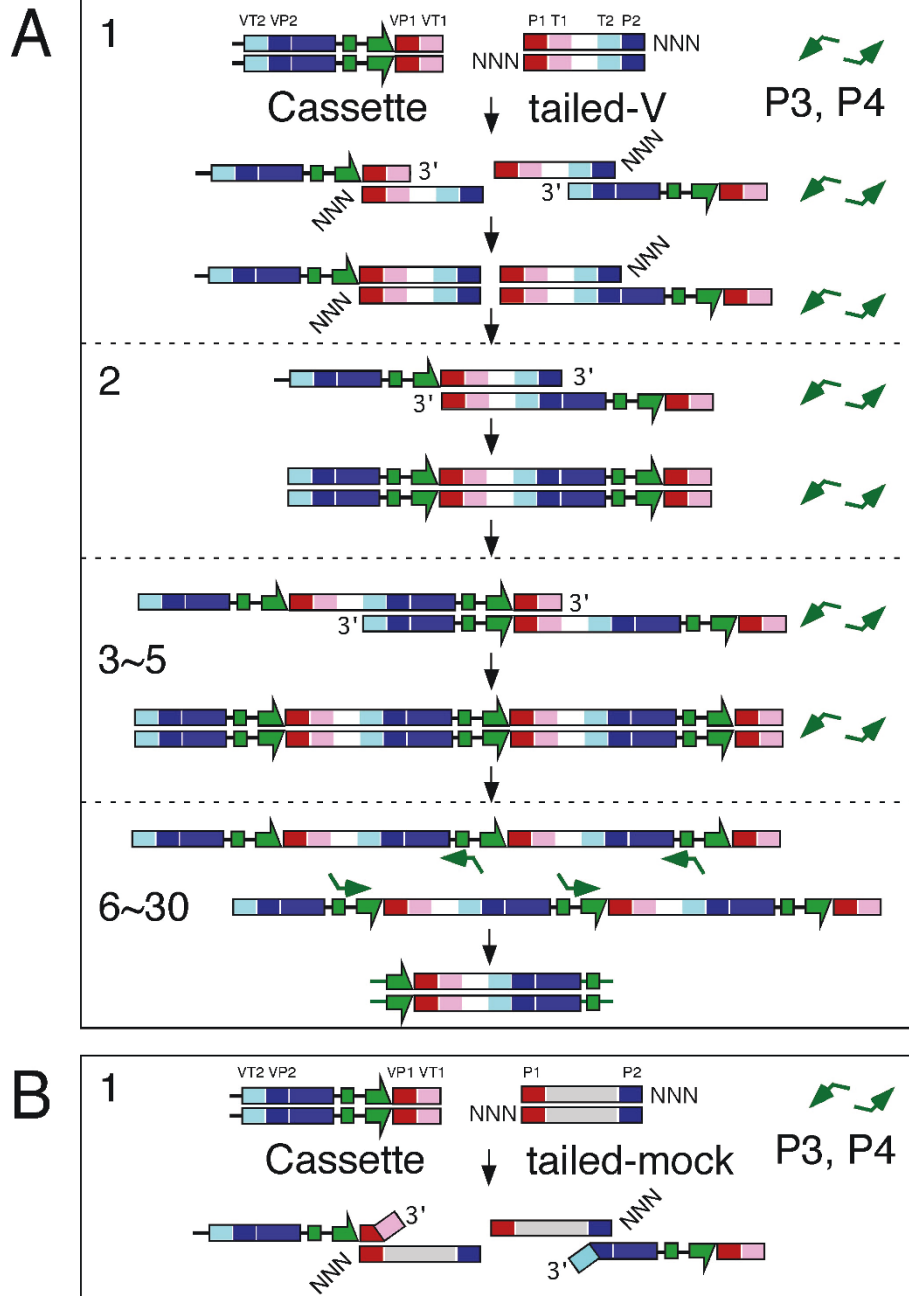 A
1
VT2 VP2 VP1 VT1 P1 T1 T2 P2
NNN
NNN
Cassette tailed-V P3, P4
3' NNN
NNN 3'
NNN
NNN
2
3'
3'
3'
3'
3~5
6~30
B
1
VT2 VP2 VP1 VT1 P1 P2
NNN
NNN
Cassette tailed-mock P3, P4
3' NNN
NNN 3'